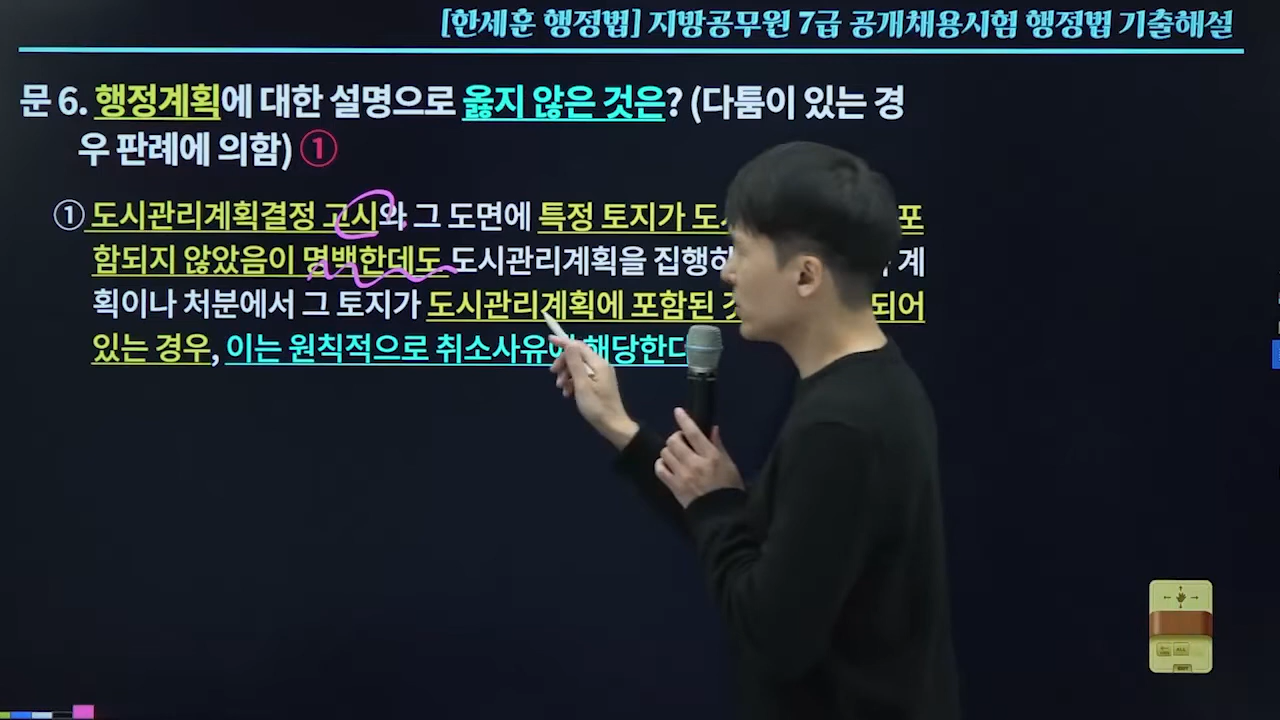 [한세훈 행정법] 지방공무원 7급 공개채용시험 행정법 기출해설
문 6. 행정계획에 대한 설명으로 옳지 않은 것은? (다툼이 있는 경
우 판례에 의함) ①
① 도시관리계획결정 고시와 그 도면에 특정 토지가 포
함되지 않았음이 명백한데도 도시관리계획을 계
획이나 처분에서 그 토지가 도시관리계획에 포함된 되어
있는 경우, 이는 원칙적으로 취소사유에 해당한다
ALL